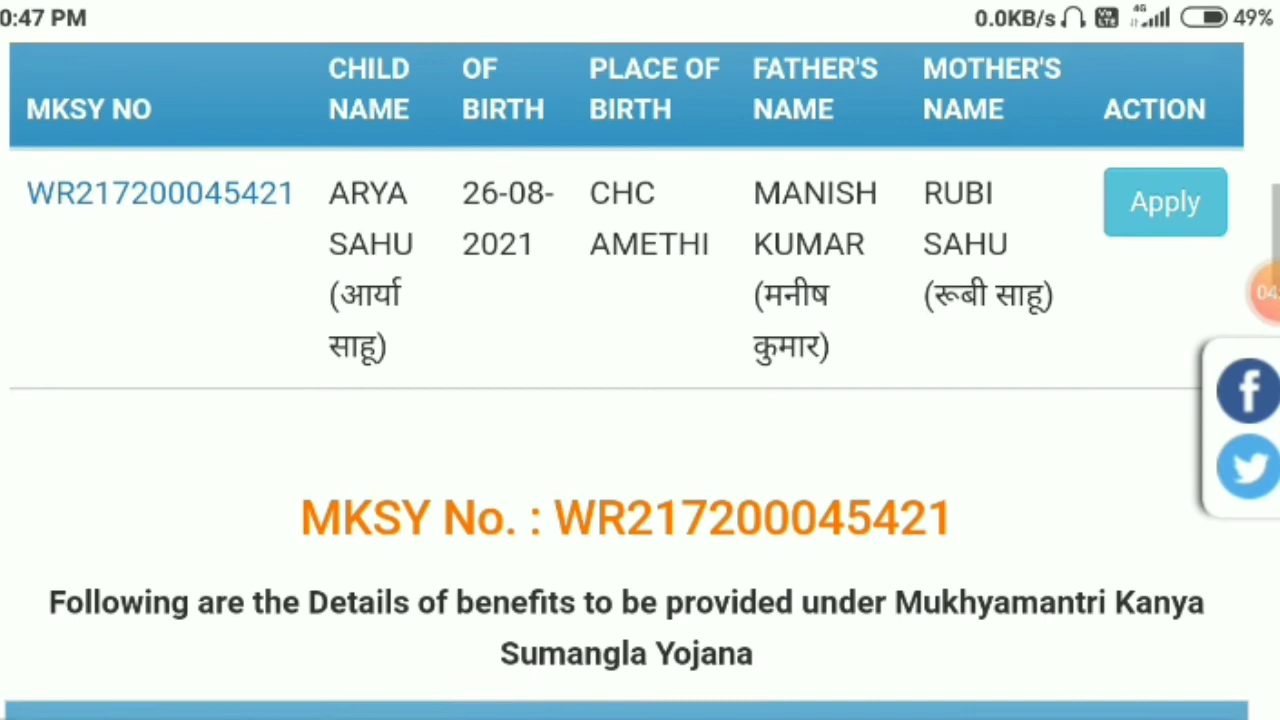 0:47 PM 0.0KB/s 4G 49%
CHILD OF PLACE OF FATHER'S MOTHER'S
MKSY NO NAME BIRTH BIRTH NAME NAME ACTION
WR217200045421 ARYA 26-08- CHC MANISH RUBI Apply
SAHU 2021 AMETHI KUMAR SAHU
(आर्या (मनीष (रूबी साहू)
साहू) कुमार)
04
MKSY No. : WR217200045421
Following are the Details of benefits to be provided under Mukhyamantri Kanya
Sumangla Yojana